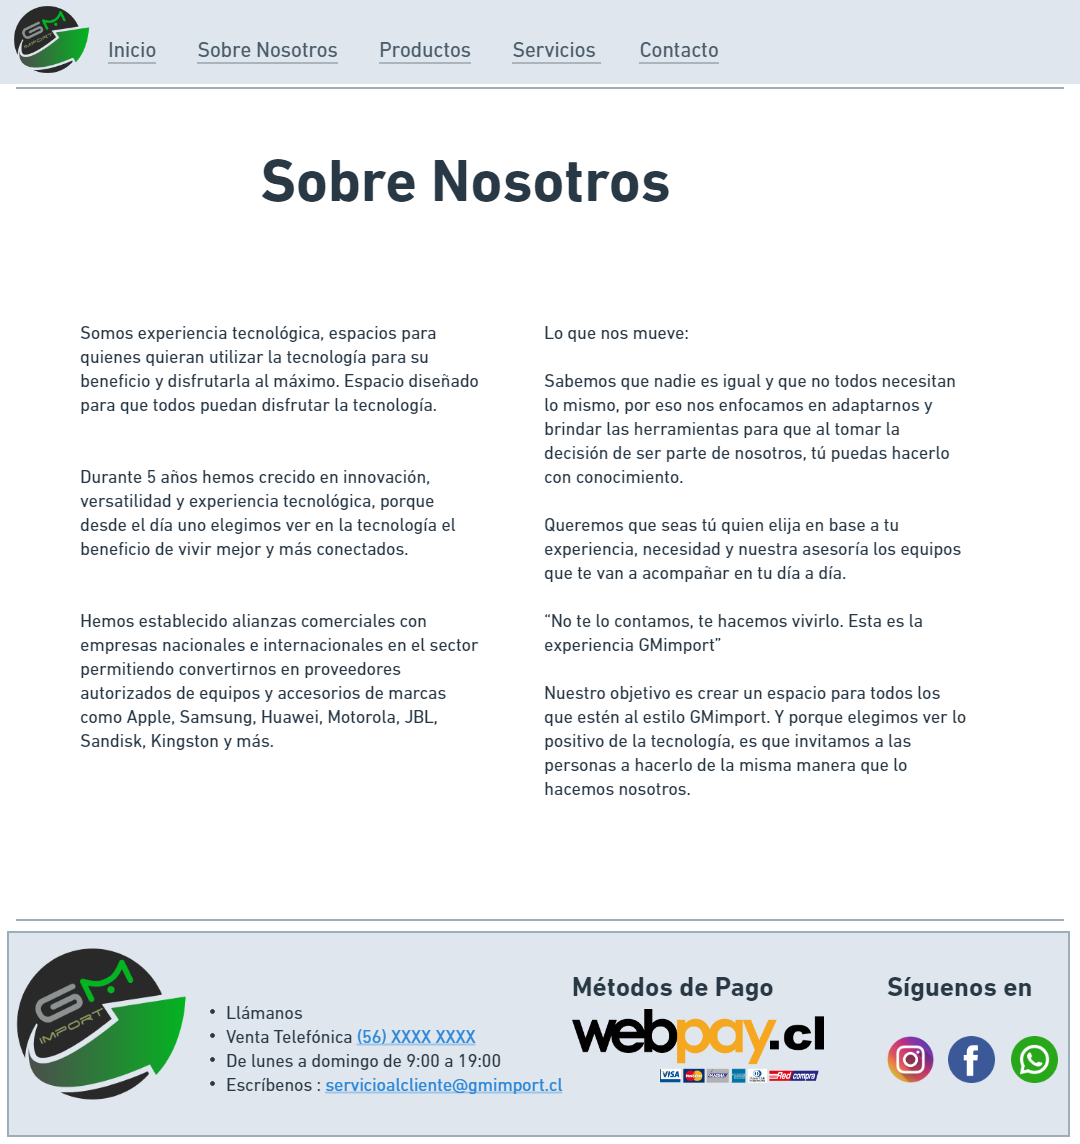 GM
IMPORT
Inicio
Sobre Nosotros
Productos
Servicios
Contacto
Sobre Nosotros
Somos experiencia tecnológica, espacios para
quienes quieran utilizar la tecnología para su
beneficio y disfrutarla al máximo. Espacio diseñado
para que todos puedan disfrutar la tecnología.
Durante 5 años hemos crecido en innovación,
versatilidad y experiencia tecnológica, porque
desde el día uno elegimos ver en la tecnología el
beneficio de vivir mejor y más conectados.
Hemos establecido alianzas comerciales con
empresas nacionales e internacionales en el sector
permitiendo convertirnos en proveedores
autorizados de equipos y accesorios de marcas
como Apple, Samsung, Huawei, Motorola, JBL,
Sandisk, Kingston y más.
Lo que nos mueve:
Sabemos que nadie es igual y que no todos necesitan
lo mismo, por eso nos enfocamos en adaptarnos y
brindar las herramientas para que al tomar la
decisión de ser parte de nosotros, tú puedas hacerlo
con conocimiento.
Queremos que seas tú quien elija en base a tu
experiencia, necesidad y nuestra asesoría los equipos
que te van a acompañar en tu día a día.
“No te lo contamos, te hacemos vivirlo. Esta es la
experiencia GMimport”
Nuestro objetivo es crear un espacio para todos los
que estén al estilo GMimport. Y porque elegimos ver lo
positivo de la tecnología, es que invitamos a las
personas a hacerlo de la misma manera que lo
hacemos nosotros.
GM
IMPORT
• Llámanos
• Venta Telefónica (56) XXXX XXXX
• De lunes a domingo de 9:00 a 19:00
• Escríbenos : servicioalcliente@gmimport.cl
Métodos de Pago
webpay.cl
VISA
Redcompra
Síguenos en